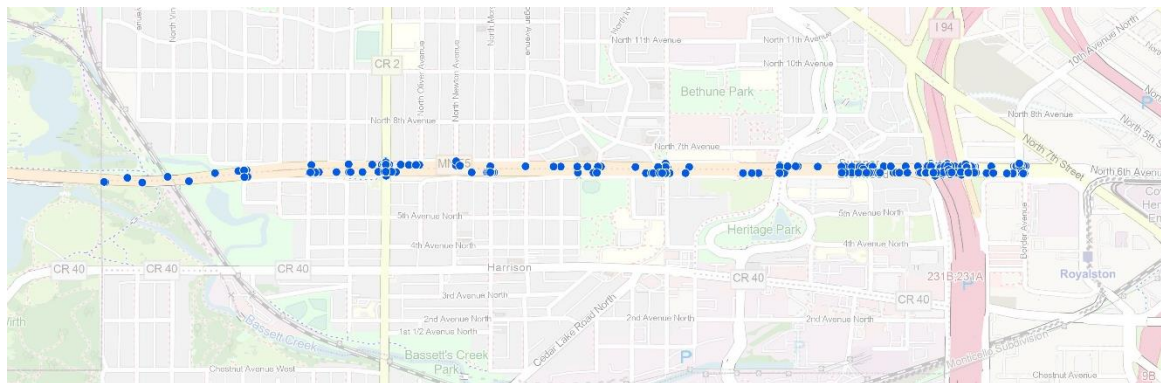 North 11th Avenue
North 11th Avenue
I 94
10th Avenue North
CR 2
North Oliver Avenue
North Newton Avenue
North 10th Avenue
Bethune Park
P
North 8th Avenue
North 8th Avenue
North 7th Avenue
North 7th Street
North 6th Avenue
5th Avenue North
5th Avenue North
4th Avenue North
Heritage Park
4th Avenue North
Border Avenue
CR 40
CR 40
CR 40
Harrison
CR 40
231B
231A
Royalston
P
3rd Avenue North
CR 40
Bassett Creek
2nd Avenue North
2nd Avenue North
2nd Avenue North
1st 1/2 Avenue North
Cedar Lake Road North
Bassett's Creek
Park
P
Monticello Subdivision
Chestnut Avenue West
Chestnut Avenue